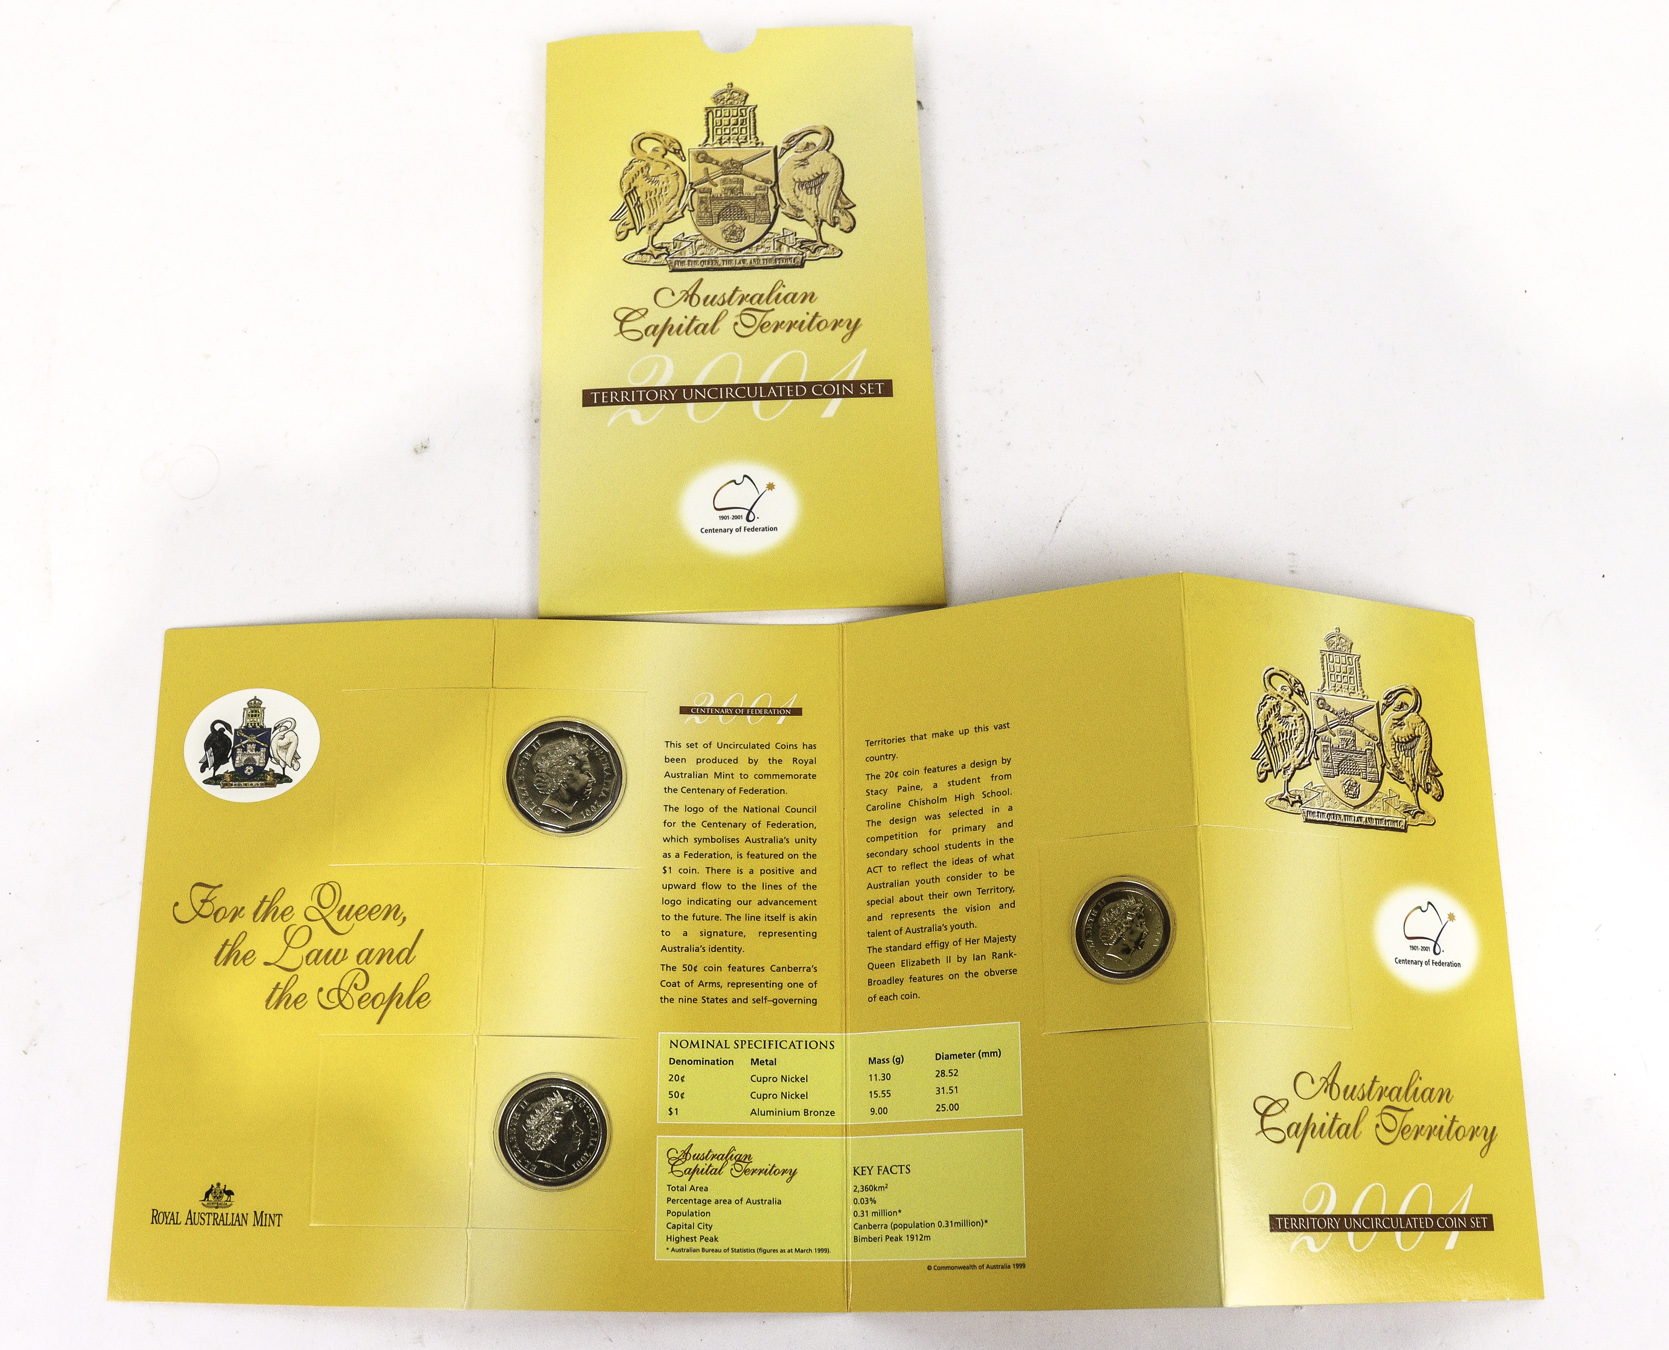 FOR THE QUEEN, THE LAW, AND THE PEOPLE
Australian
Capital Territory
2001
TERRITORY UNCIRCULATED COIN SET
1901-2001
Centenary of Federation
For the Queen,
the Law and
the People
ROYAL AUSTRALIAN MINT
ELIZABETH II AUSTRALIA 2001
ELIZABETH II AUSTRALIA 2001
2001
CENTENARY OF FEDERATION
This set of Uncirculated Coins has
been produced by the Royal
Australian Mint to commemorate
the Centenary of Federation.
The logo of the National Council
for the Centenary of Federation,
which symbolises Australia's unity
as a Federation, is featured on the
$1 coin. There is a positive and
upward flow to the lines of the
logo indicating our advancement
to the future. The line itself is akin
to a signature, representing
Australia's identity.
The 50¢ coin features Canberra's
Coat of Arms, representing one of
the nine States and self–governing
Territories that make up this vast
country.
The 20¢ coin features a design by
Stacy Paine, a student from
Caroline Chisholm High School.
The design was selected in a
competition for primary and
secondary school students in the
ACT to reflect the ideas of what
Australian youth consider to be
special about their own Territory,
and represents the vision and
talent of Australia's youth.
The standard effigy of Her Majesty
Queen Elizabeth II by Ian Rank-
Broadley features on the obverse
of each coin.
NOMINAL SPECIFICATIONS
Denomination Metal Mass (g) Diameter (mm)
20¢ Cupro Nickel 11.30 28.52
50¢ Cupro Nickel 15.55 31.51
$1 Aluminium Bronze 9.00 25.00
Australian
Capital Territory KEY FACTS
Total Area 2,360km²
Percentage area of Australia 0.03%
Population 0.31 million*
Capital City Canberra (population 0.31million)*
Highest Peak Bimberi Peak 1912m
* Australian Bureau of Statistics (figures as at March 1999).
© Commonwealth of Australia 1999
FOR THE QUEEN, THE LAW, AND THE PEOPLE
1901-2001
Centenary of Federation
Australian
Capital Territory
2001
TERRITORY UNCIRCULATED COIN SET